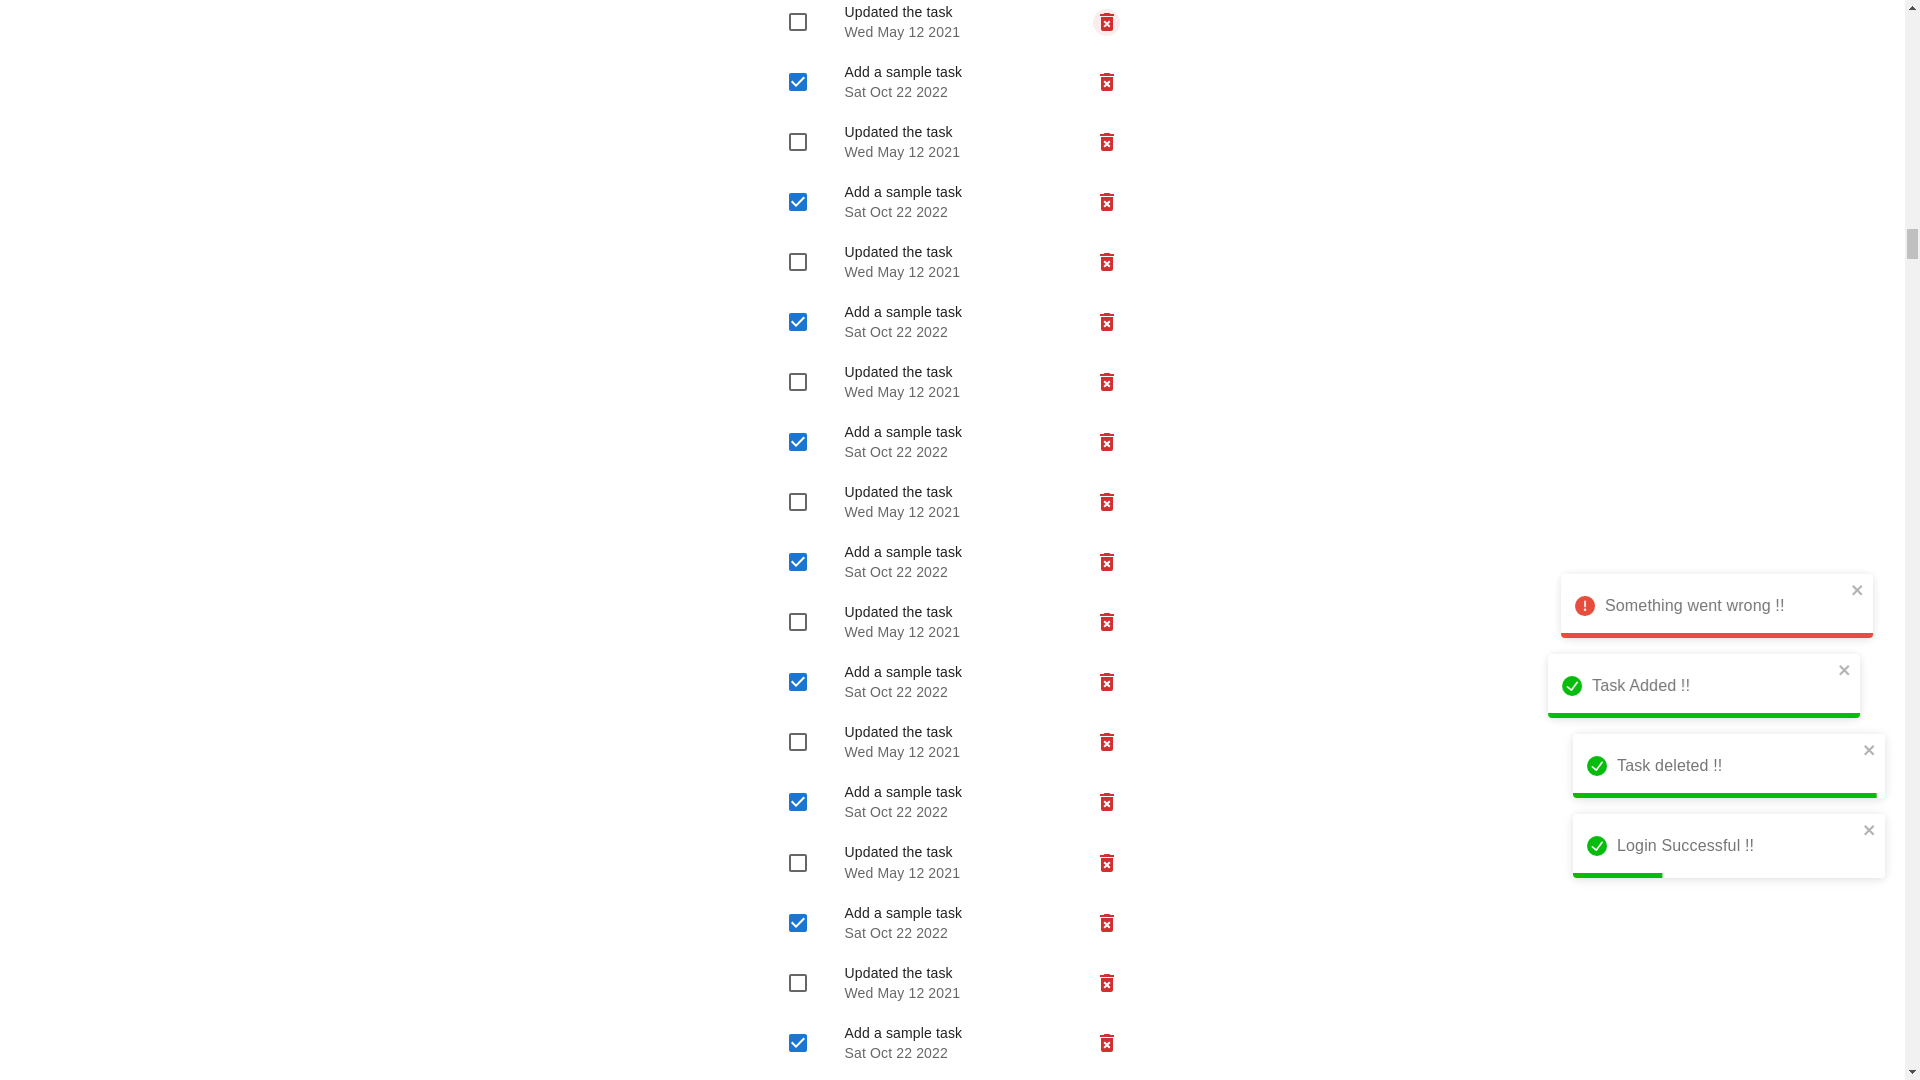 Updated the task
Wed May 12 2021
Add a sample task
Sat Oct 22 2022
Updated the task
Wed May 12 2021
Add a sample task
Sat Oct 22 2022
Updated the task
Wed May 12 2021
Add a sample task
Sat Oct 22 2022
Updated the task
Wed May 12 2021
Add a sample task
Sat Oct 22 2022
Updated the task
Wed May 12 2021
Add a sample task
Sat Oct 22 2022
Updated the task
Wed May 12 2021
Add a sample task
Sat Oct 22 2022
Updated the task
Wed May 12 2021
Add a sample task
Sat Oct 22 2022
Updated the task
Wed May 12 2021
Add a sample task
Sat Oct 22 2022
Updated the task
Wed May 12 2021
Add a sample task
Sat Oct 22 2022
Something went wrong !!
Task Added !!
Task deleted !!
Login Successful !!